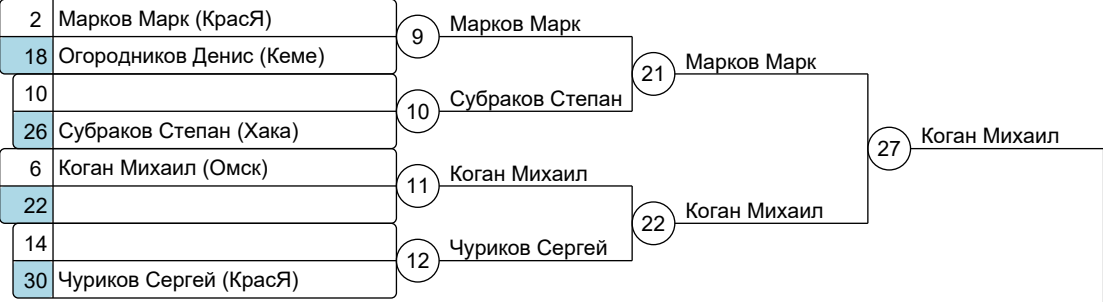 2 Марков Марк (КрасЯ)
18 Огородников Денис (Кеме)
10
26 Субраков Степан (Хака)
6 Коган Михаил (Омск)
22
14
30 Чуриков Сергей (КрасЯ)
9 Марков Марк
10 Субраков Степан
11 Коган Михаил
12 Чуриков Сергей
21 Марков Марк
22 Коган Михаил
27 Коган Михаил